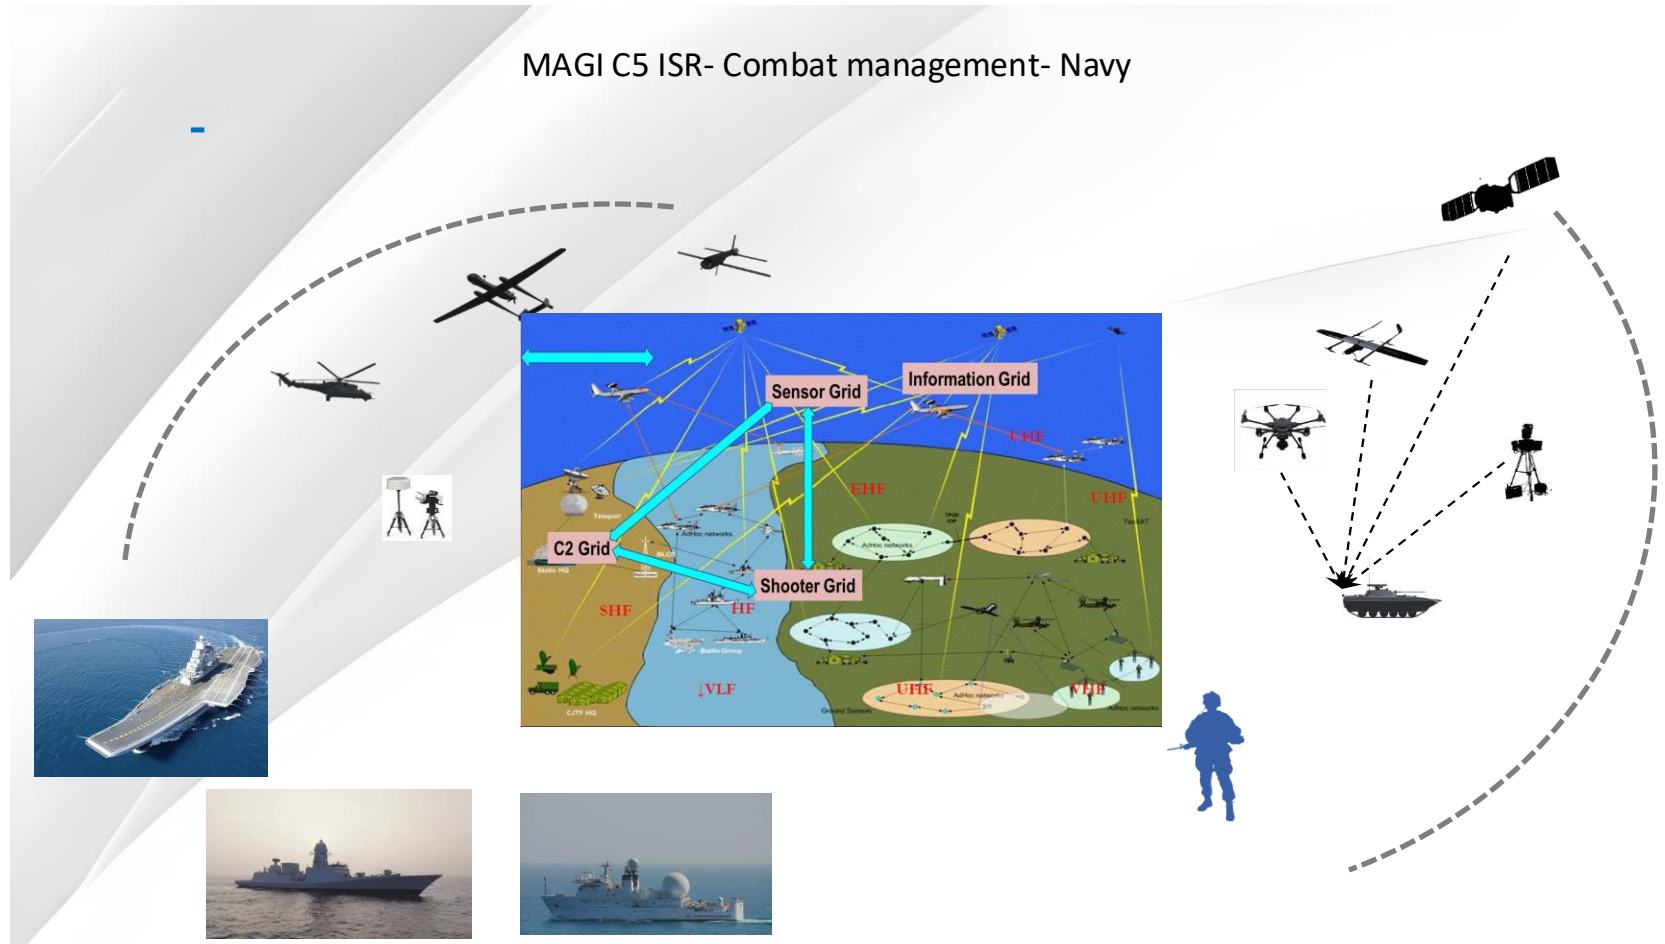 MAGI C5 ISR- Combat management- Navy
-
Information Grid
Sensor Grid
UHF
EHF
UHF
Teleport
TacSAT
AdHoc networks
AdHoc networks
C2 Grid
BLOS
Static HQ
Shooter Grid
SHF
HF
Battle Group
↓VLF
UHF
VHF
AdHoc networks
Ground Sensors
AdHoc networks
CJTF HQ